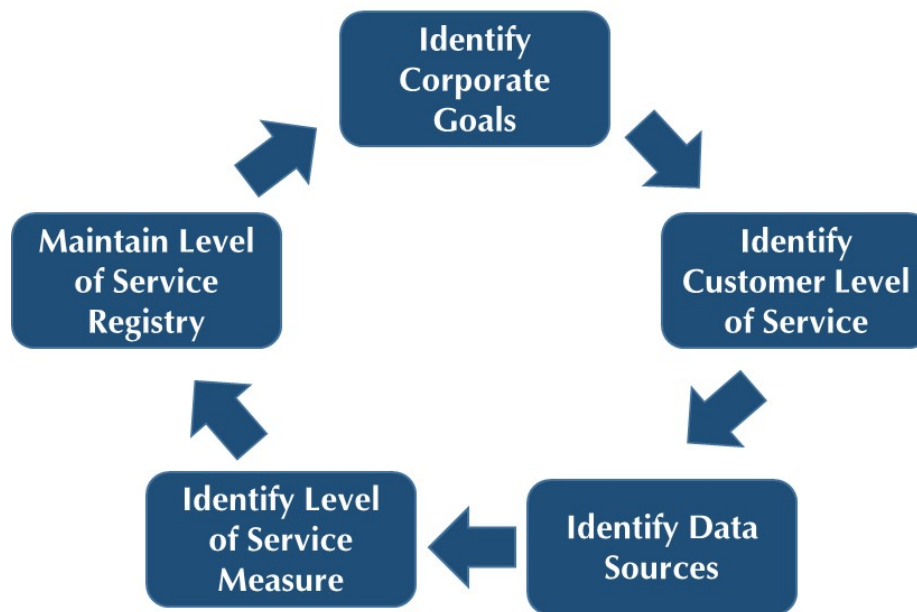 Identify
Corporate
Goals
Identify
Customer Level
of Service
Identify Data
Sources
Identify Level
of Service
Measure
Maintain Level
of Service
Registry